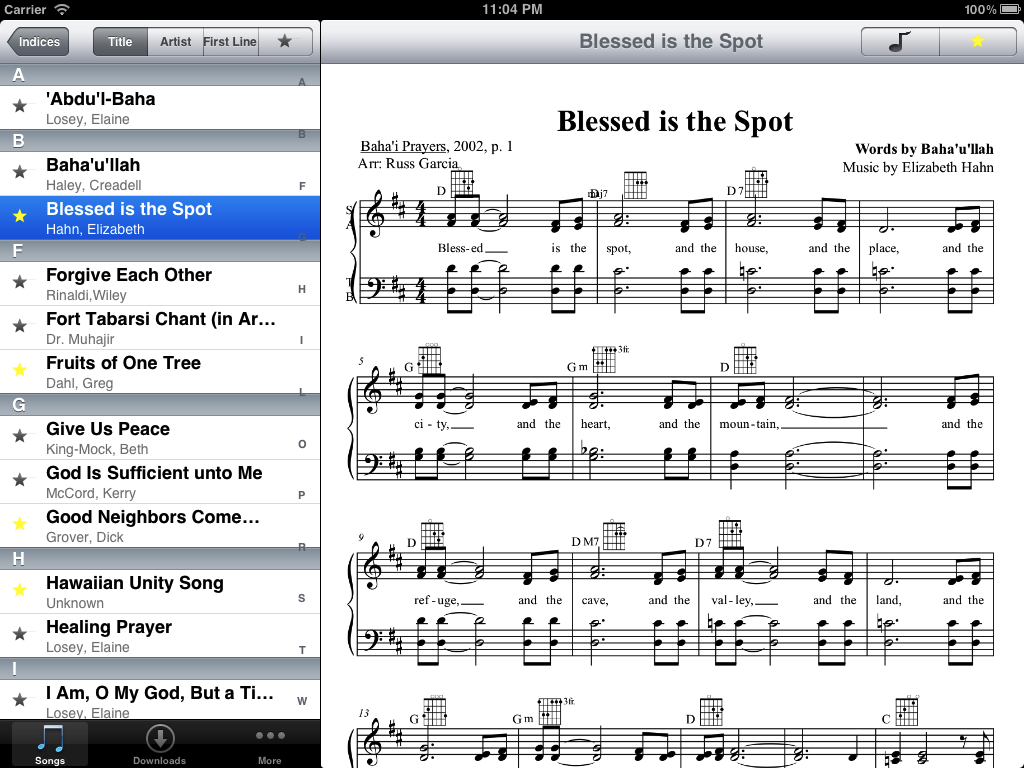 Carrier 11:04 PM 100%
Indices Title Artist First Line
Blessed is the Spot
A
'Abdu'l-Baha
Losey, Elaine
B
Baha'u'llah
Haley, Creadell
Blessed is the Spot
Hahn, Elizabeth
F
Forgive Each Other
Rinaldi,Wiley
Fort Tabarsi Chant (in Ar…
Dr. Muhajir
Fruits of One Tree
Dahl, Greg
G
Give Us Peace
King-Mock, Beth
God Is Sufficient unto Me
McCord, Kerry
Good Neighbors Come…
Grover, Dick
H
Hawaiian Unity Song
Unknown
Healing Prayer
Losey, Elaine
I
I Am, O My God, But a Ti…
Losey, Elaine
A
B
F
G
H
I
L
O
P
R
S
T
W
Songs Downloads More
Blessed is the Spot
Baha'i Prayers, 2002, p. 1
Arr: Russ Garcia
Words by Baha'u'llah
Music by Elizabeth Hahn
D maj7 D 7
S
A
4 4
Bless-ed is the spot, and the house, and the place, and the
T
B
4 4
5
G G m 3fr. D
ci - ty, and the heart, and the moun-tain, and the
9
D D M7 D 7
ref - uge, and the cave, and the val - ley, and the land, and the
13
G G m 3fr. D C